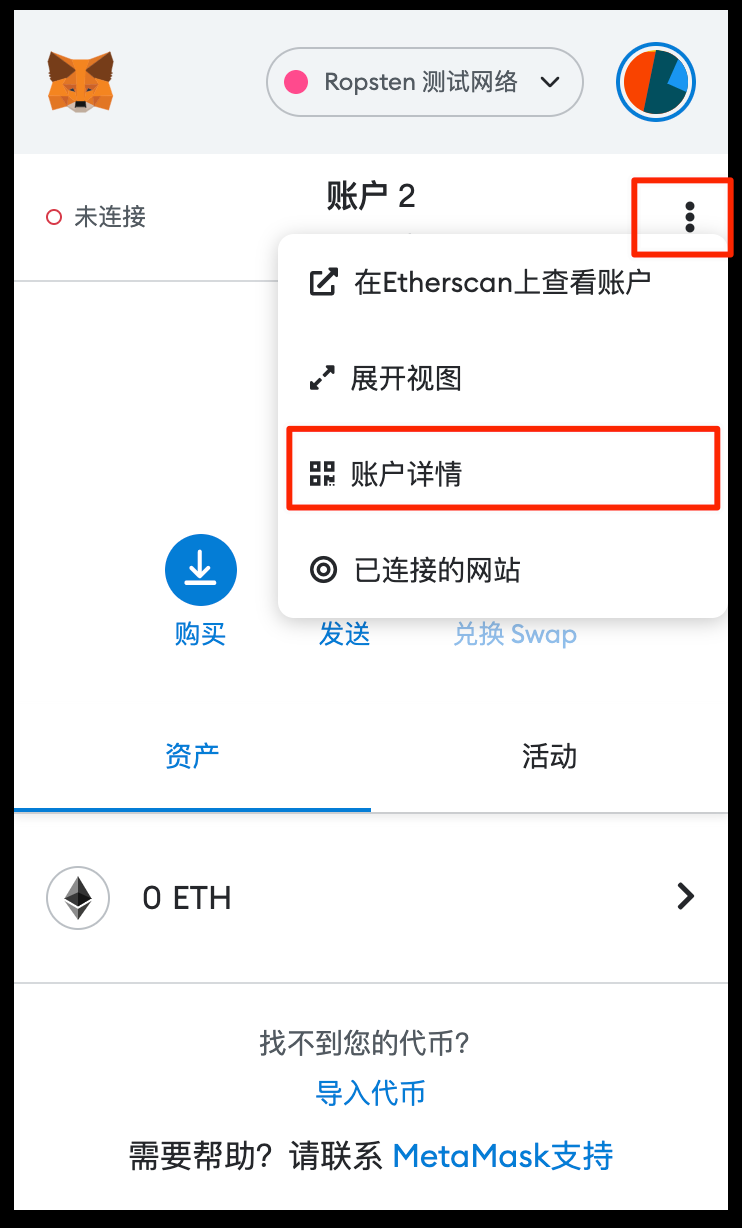 Ropsten 测试网络
账户 2
未连接
在Etherscan上查看账户
展开视图
账户详情
已连接的网站
购买
发送
兑换 Swap
资产
活动
0 ETH
找不到您的代币?
导入代币
需要帮助？请联系 MetaMask支持